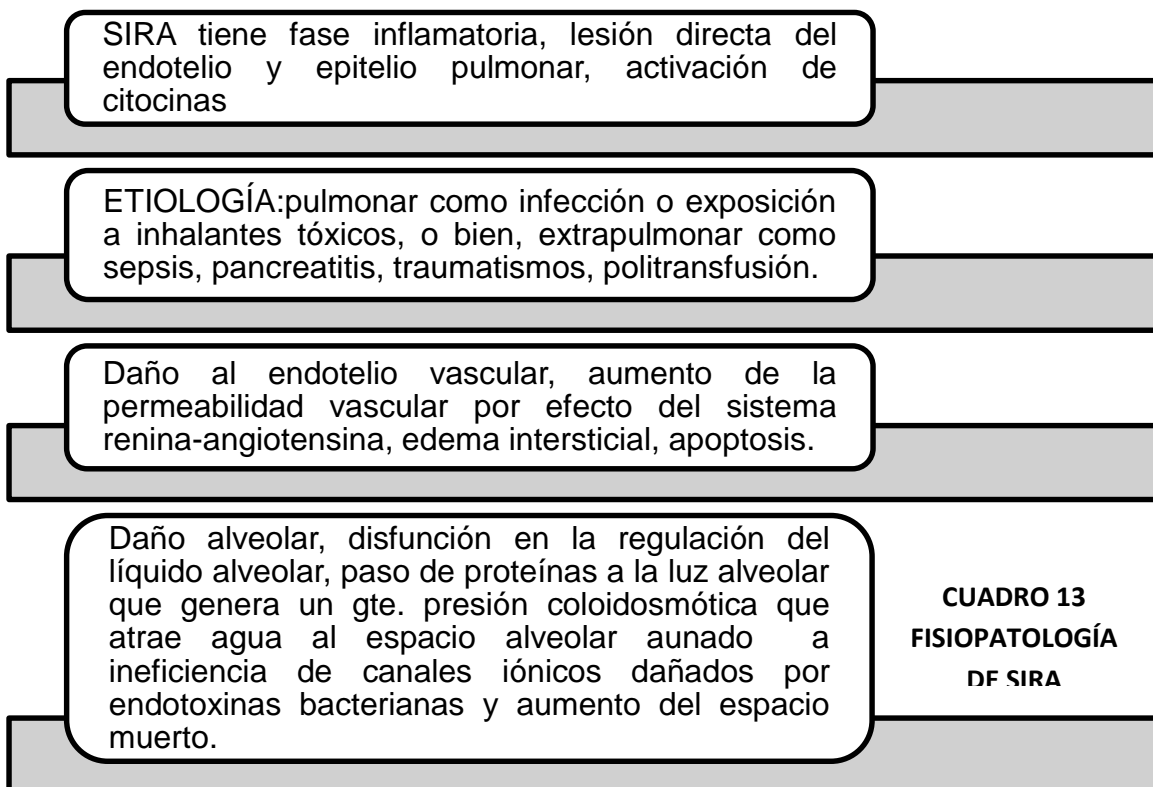 SIRA tiene fase inflamatoria, lesión directa del
endotelio y epitelio pulmonar, activación de
citocinas
ETIOLOGÍA:pulmonar como infección o exposición
a inhalantes tóxicos, o bien, extrapulmonar como
sepsis, pancreatitis, traumatismos, politransfusión.
Daño al endotelio vascular, aumento de la
permeabilidad vascular por efecto del sistema
renina-angiotensina, edema intersticial, apoptosis.
Daño alveolar, disfunción en la regulación del
líquido alveolar, paso de proteínas a la luz alveolar
que genera un gte. presión coloidosmótica que
atrae agua al espacio alveolar aunado a
ineficiencia de canales iónicos dañados por
endotoxinas bacterianas y aumento del espacio
muerto.
CUADRO 13
FISIOPATOLOGÍA
DE SIRA